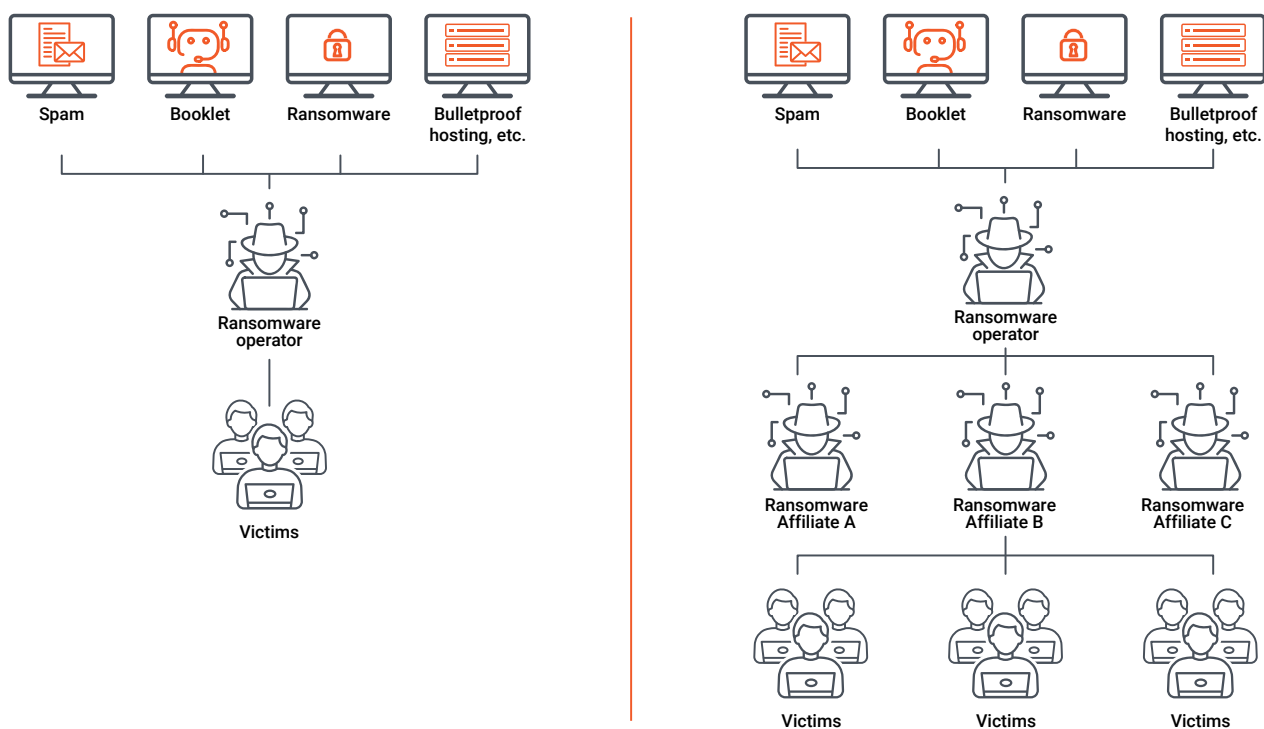 Spam
Booklet
Ransomware
Bulletproof
hosting, etc.
Ransomware
operator
Victims
Spam
Booklet
Ransomware
Bulletproof
hosting, etc.
Ransomware
operator
Ransomware
Affiliate A
Ransomware
Affiliate B
Ransomware
Affiliate C
Victims
Victims
Victims